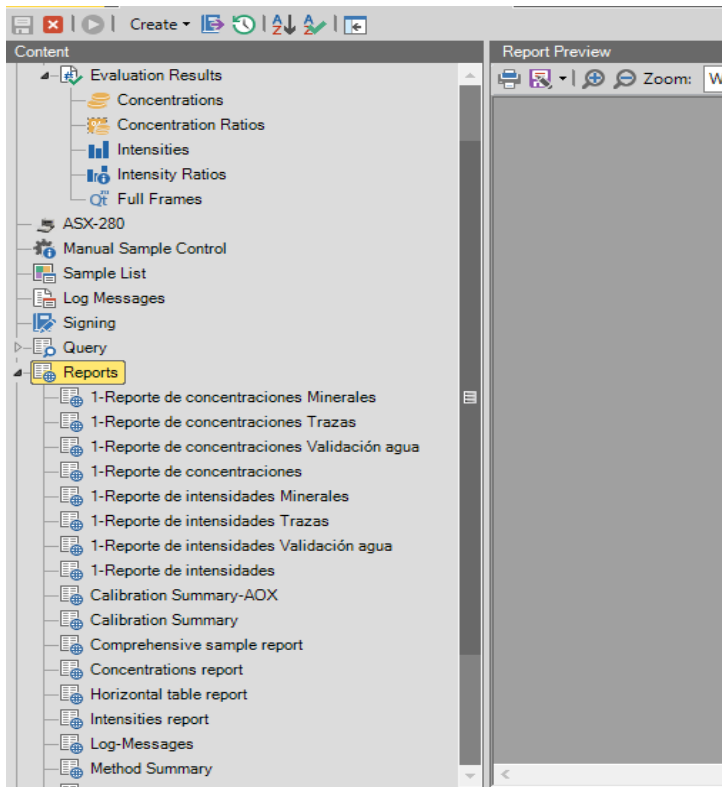 Create
Content
Report Preview
Zoom:
W
Evaluation Results
Concentrations
Concentration Ratios
Intensities
Intensity Ratios
Full Frames
ASX-280
Manual Sample Control
Sample List
Log Messages
Signing
Query
Reports
1-Reporte de concentraciones Minerales
1-Reporte de concentraciones Trazas
1-Reporte de concentraciones Validación agua
1-Reporte de concentraciones
1-Reporte de intensidades Minerales
1-Reporte de intensidades Trazas
1-Reporte de intensidades Validación agua
1-Reporte de intensidades
Calibration Summary-AOX
Calibration Summary
Comprehensive sample report
Concentrations report
Horizontal table report
Intensities report
Log-Messages
Method Summary